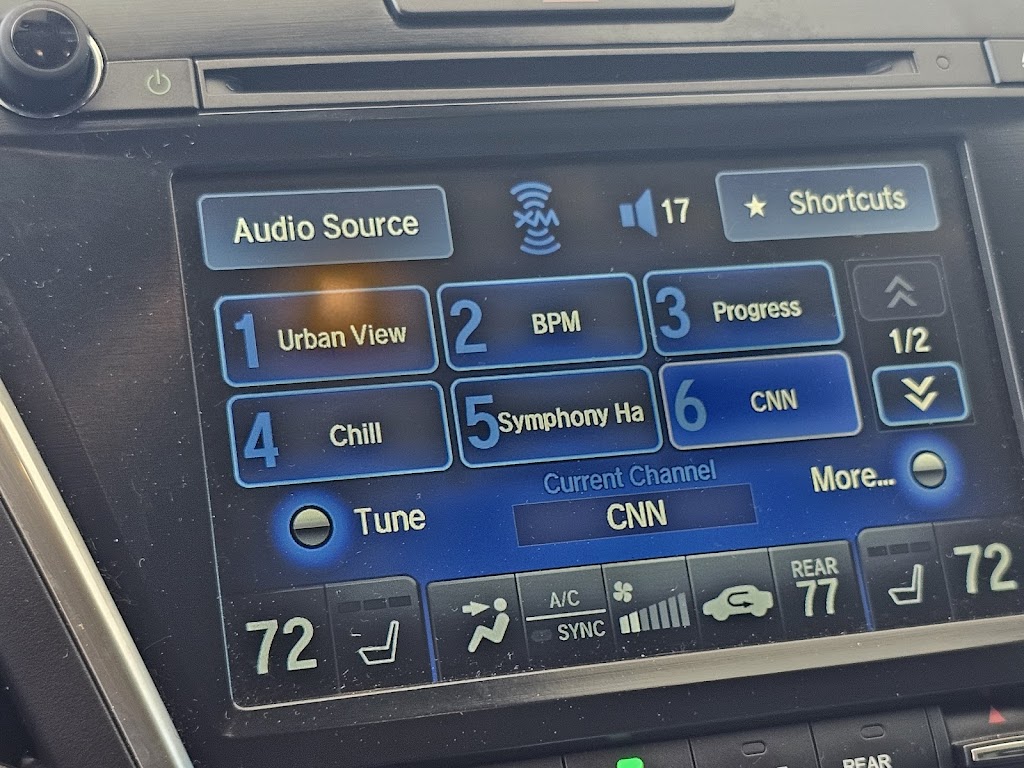 Audio Source
XM
17
★ Shortcuts
1 Urban View
2 BPM
3 Progress
1/2
4 Chill
5 Symphony Ha
6 CNN
Current Channel
Tune
CNN
More...
72
A/C
SYNC
REAR
77
72
REAR